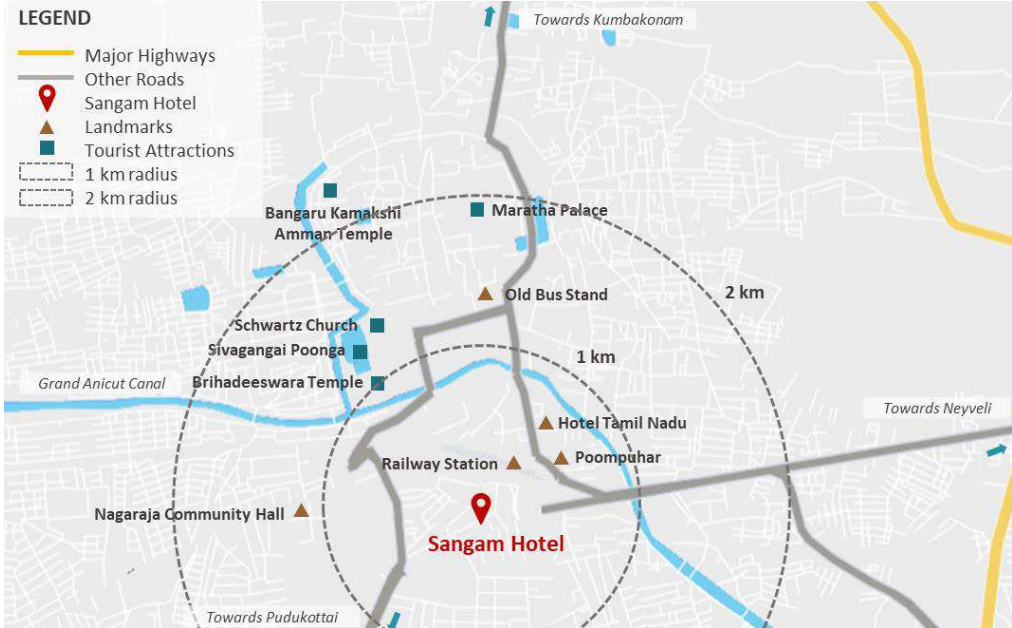 LEGEND
Major Highways
Other Roads
Sangam Hotel
Landmarks
Tourist Attractions
1 km radius
2 km radius
Towards Kumbakonam
Bangaru Kamakshi
Amman Temple
Maratha Palace
Old Bus Stand
2 km
Schwartz Church
Sivagangai Poonga
1 km
Grand Anicut Canal
Brihadeeswara Temple
Towards Neyveli
Hotel Tamil Nadu
Railway Station
Poompuhar
Nagaraja Community Hall
Sangam Hotel
Towards Pudukottai